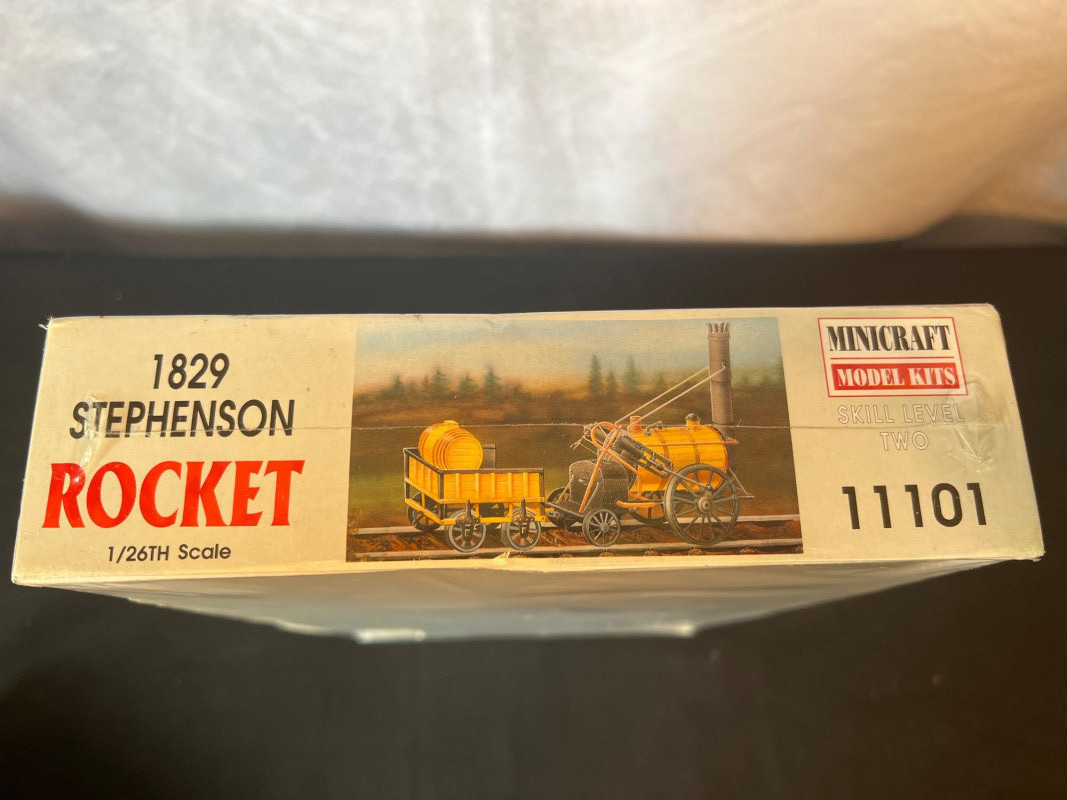 1829
STEPHENSON
ROCKET
1/26TH Scale
MINICRAFT
MODEL KITS
SKILL LEVEL
TWO
11101